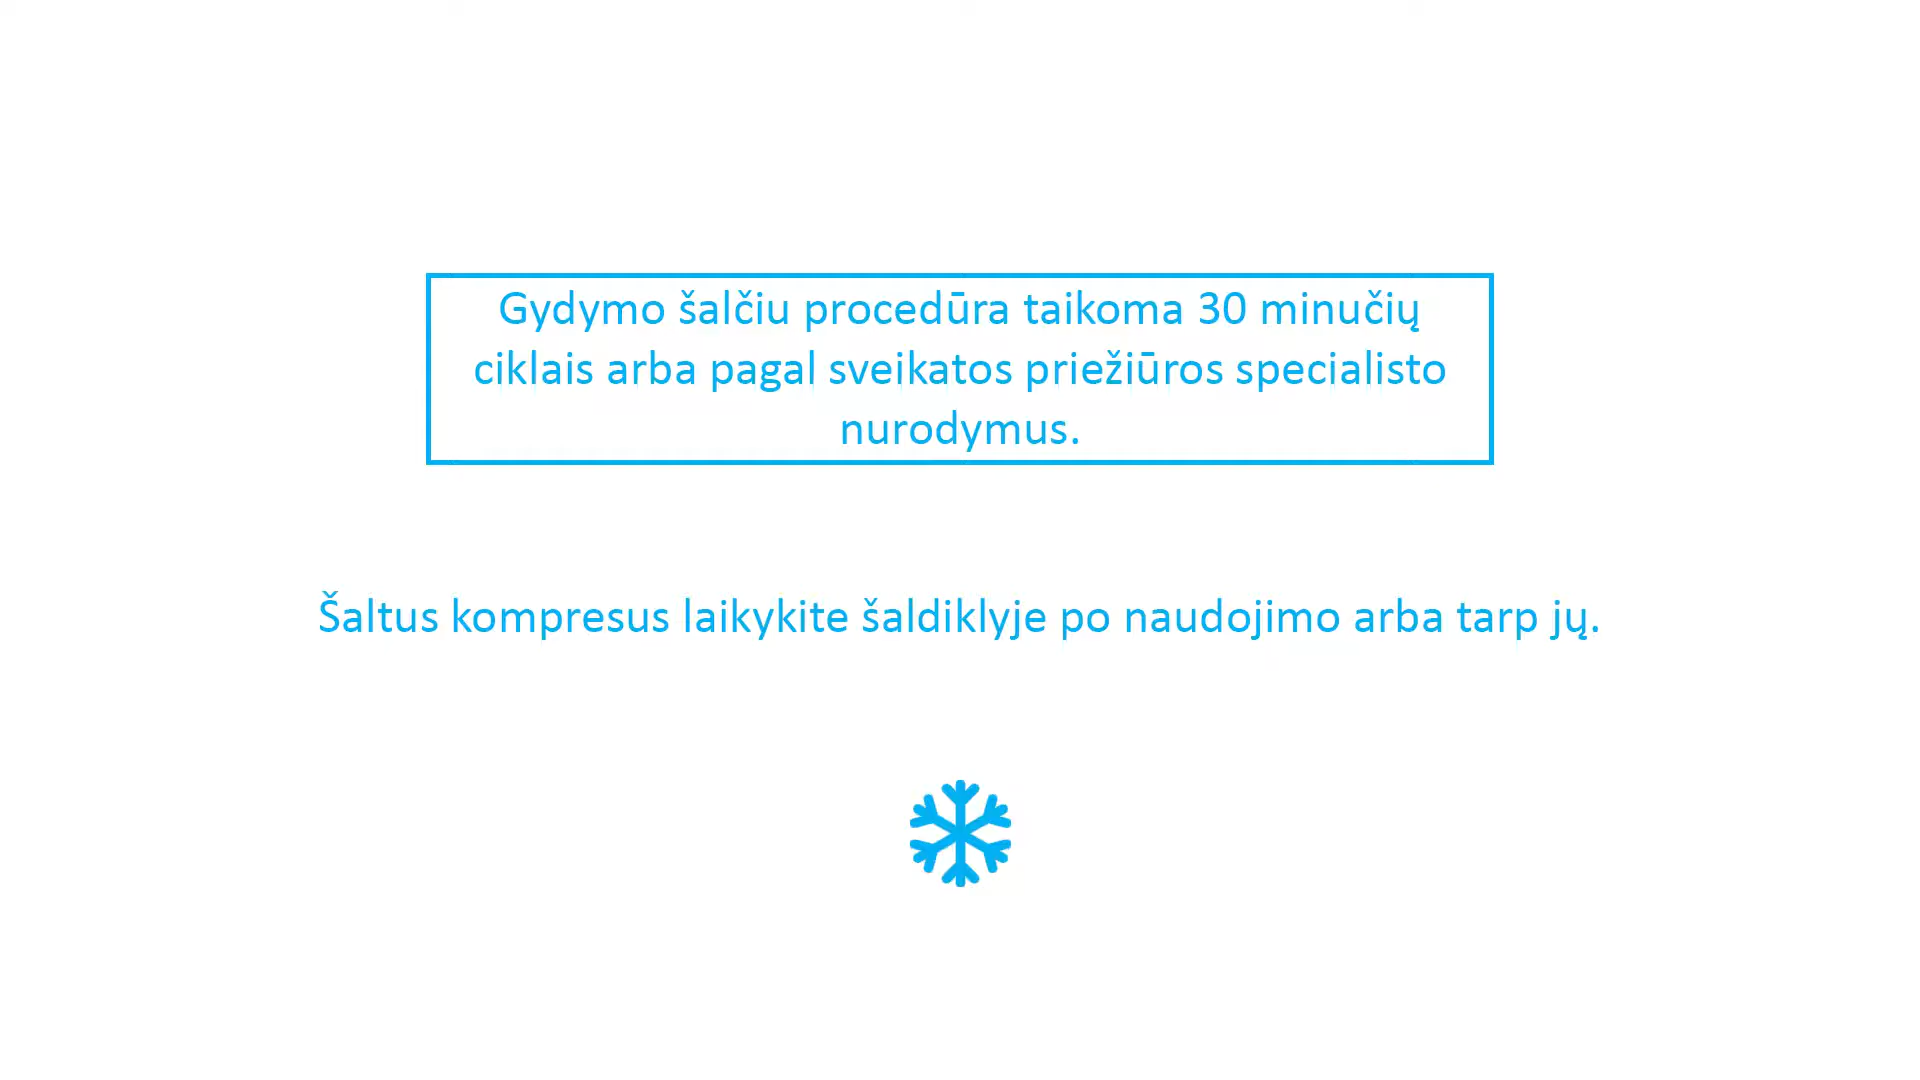 Gydymo šalčiu procedūra taikoma 30 minučių
ciklais arba pagal sveikatos priežiūros specialisto
nurodymus.
Šaltus kompresus laikykite šaldiklyje po naudojimo arba tarp jų.